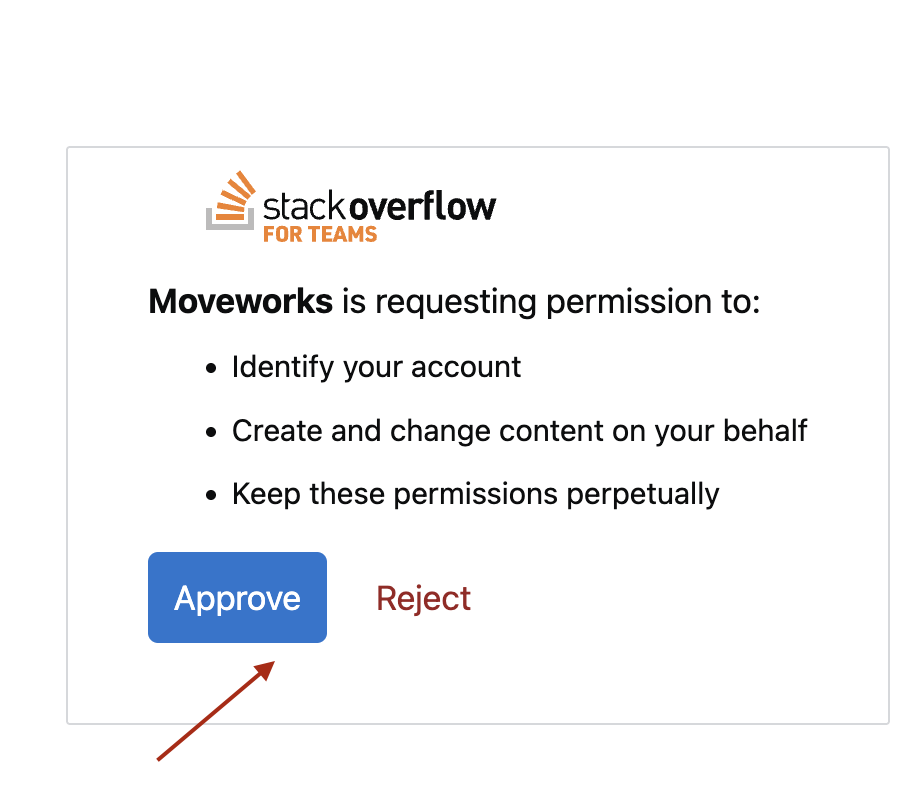 stackoverflow
FOR TEAMS
Moveworks is requesting permission to:
• Identify your account
• Create and change content on your behalf
• Keep these permissions perpetually
Approve Reject